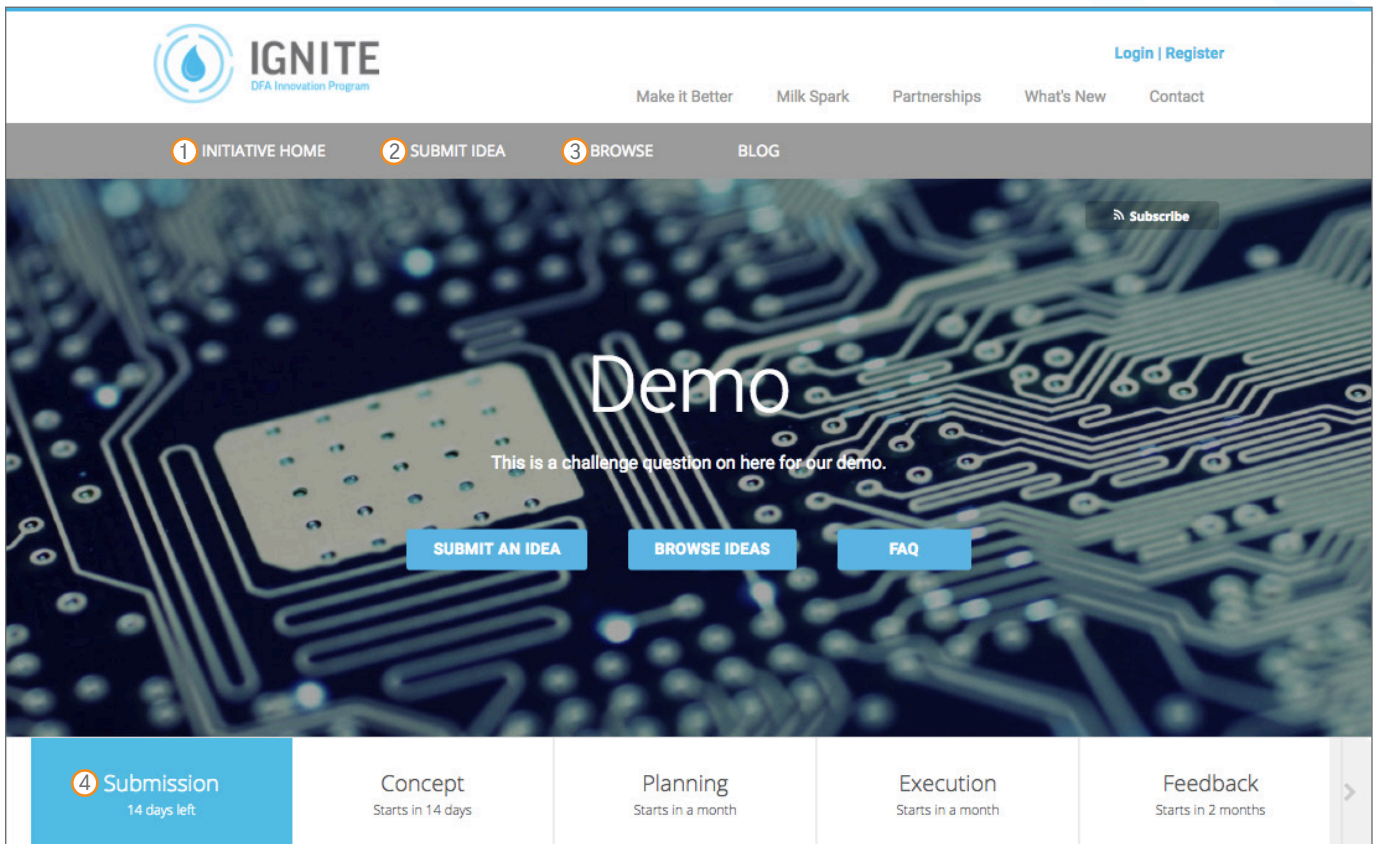 IGNITE
DFA Innovation Program
Login | Register
Make it Better Milk Spark Partnerships What's New Contact
1 INITIATIVE HOME 2 SUBMIT IDEA 3 BROWSE BLOG
Subscribe
Demo
This is a challenge question on here for our demo.
SUBMIT AN IDEA BROWSE IDEAS FAQ
4 Submission Concept Planning Execution Feedback
14 days left Starts in 14 days Starts in a month Starts in a month Starts in 2 months